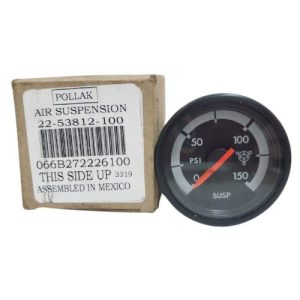 POLLAK
AIR SUSPENSION
22-53812-100
066B272226100
THIS SIDE UP 3319
ASSEMBLED IN MEXICO
50
100
PSI
0
150
SUSP